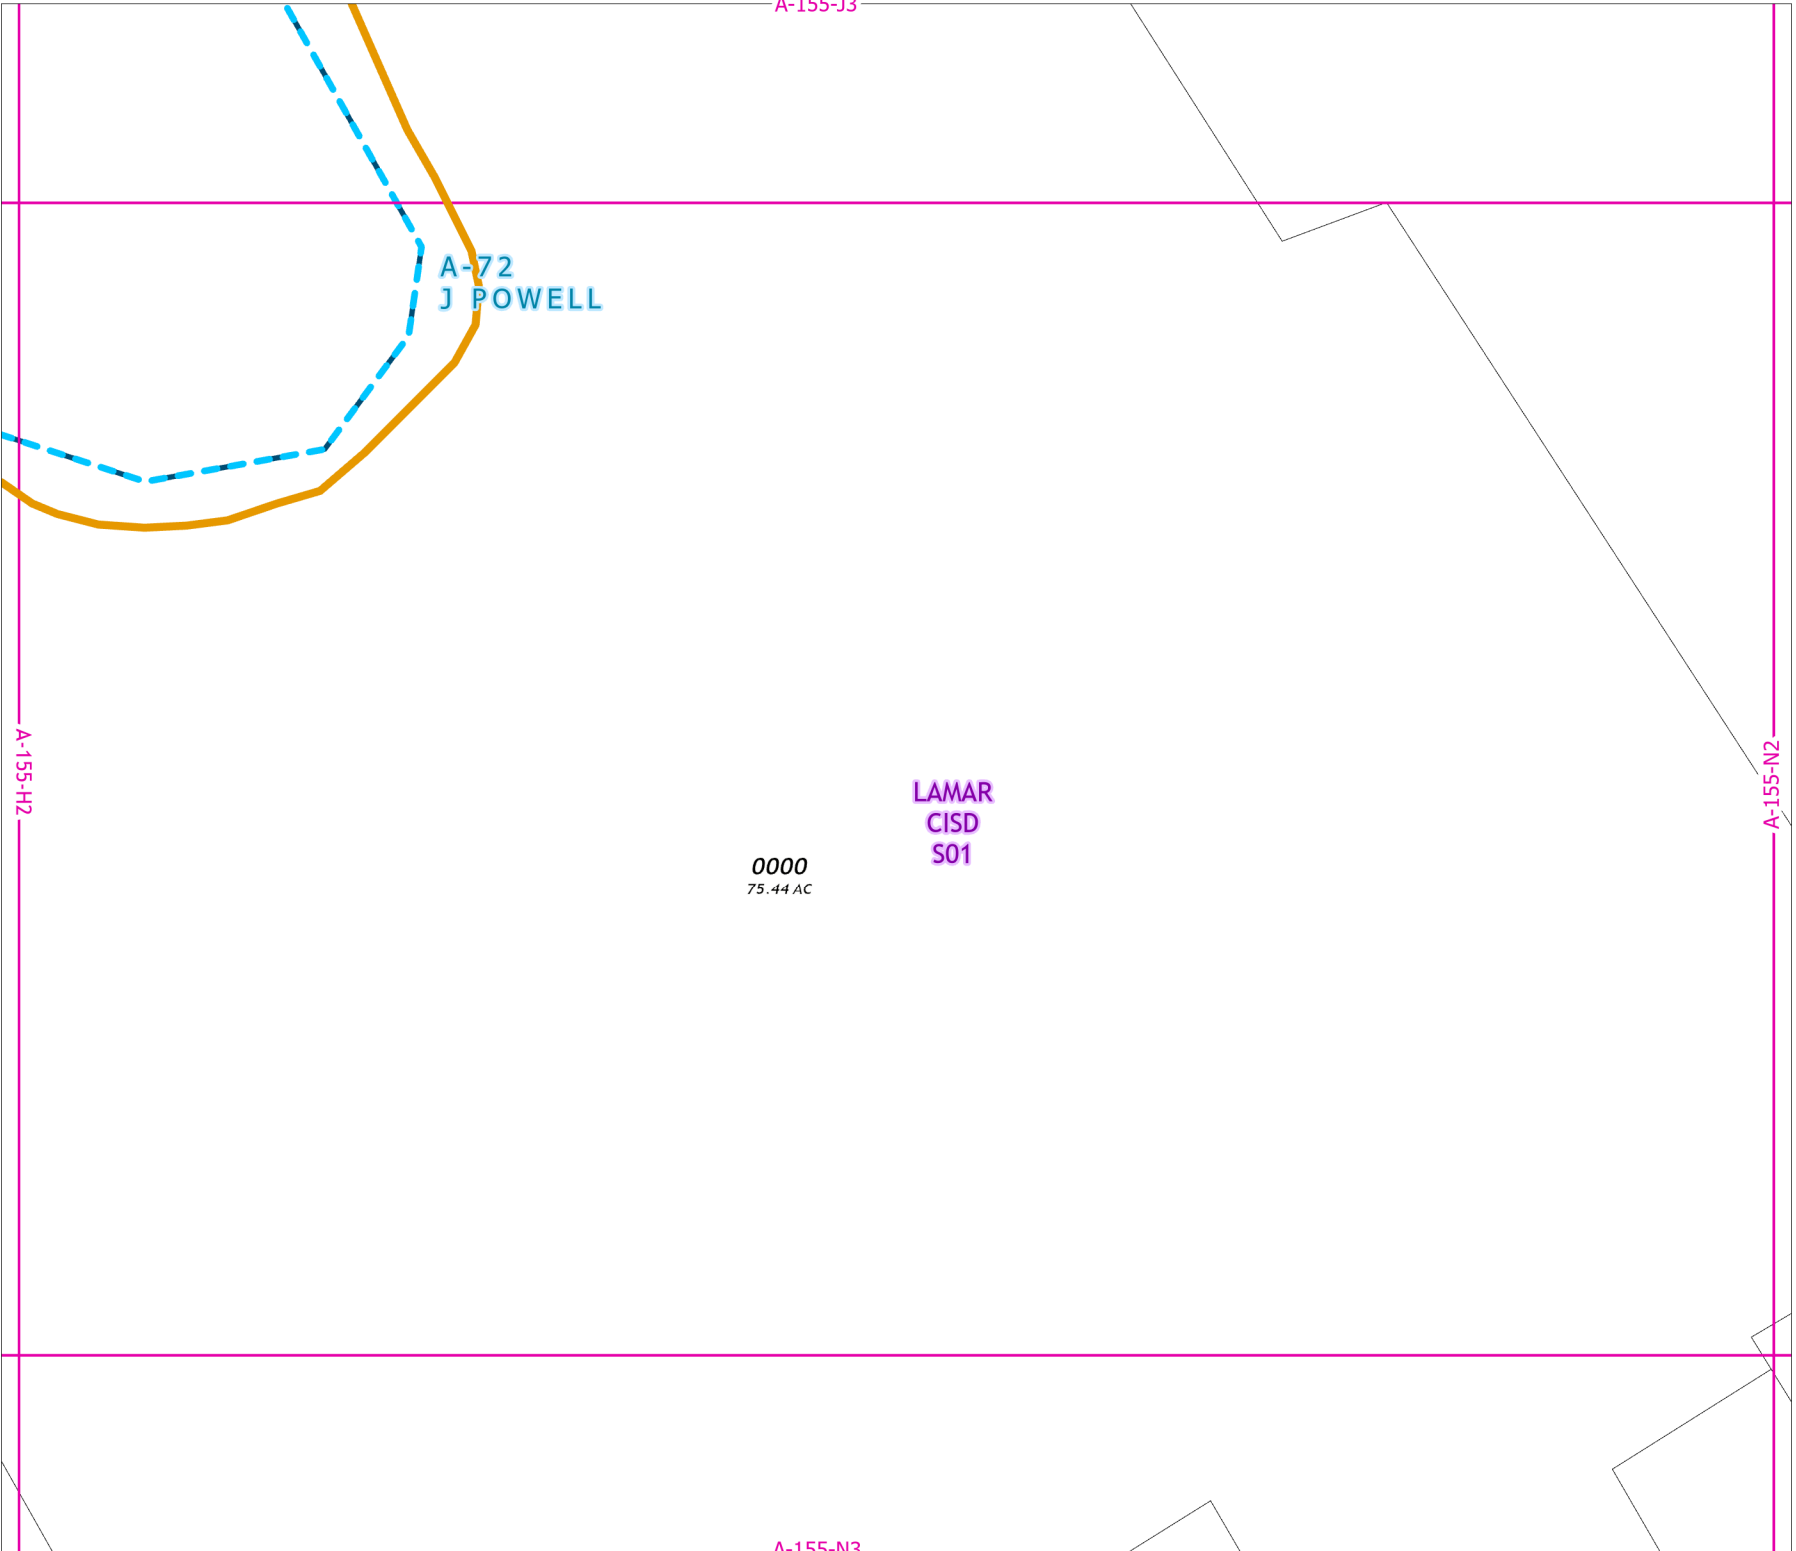 A-155-J3
A-72
J POWELL
A-155-H2
A-155-N2
LAMAR
CISD
S01
0000
75.44 AC
A-155-N3